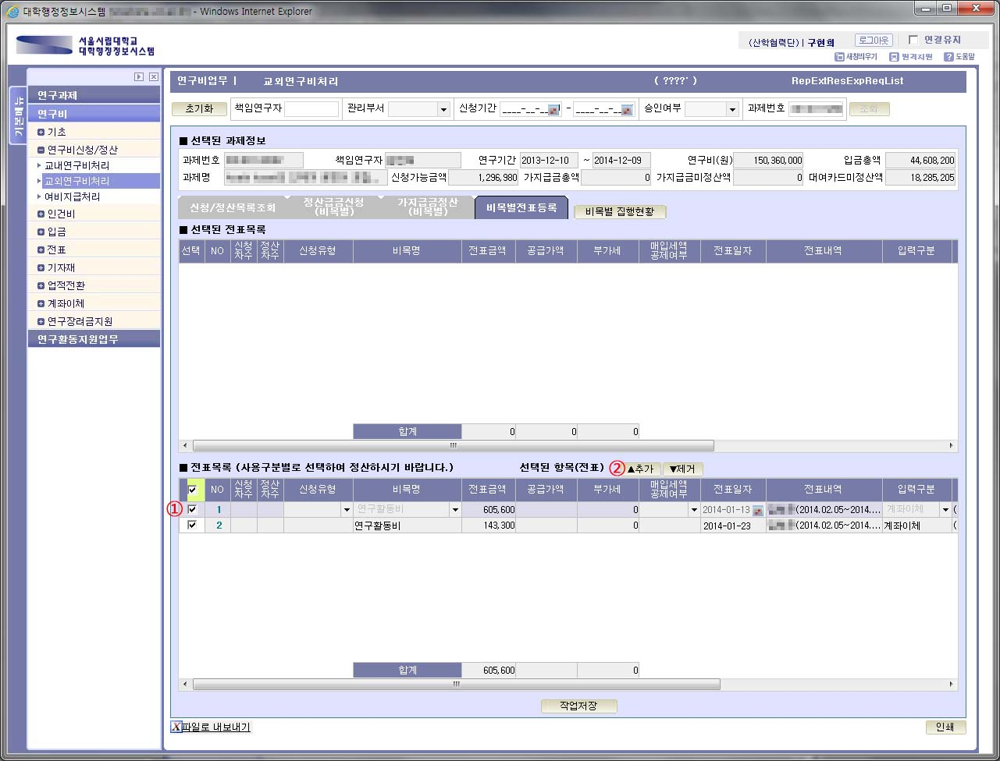 대학행정정보시스템 - Windows Internet Explorer
서울시립대학교
대학행정정보시스템
(산학협력단) | 구현희 로그아웃 연결유지
새창띄우기 원격지원 도움말
기본메뉴
연구과제
연구비
기초
연구비신청/정산
교내연구비처리
교외연구비처리
여비지급처리
인건비
입금
전표
기자재
업적전환
계좌이체
연구장려금지원
연구활동지원업무
연구비업무 | 교외연구비처리 ( ????˙ ) RepExtResExpReqList
초기화 책임연구자 관리부서 신청기간 ____-__-__ - ____-__-__ 승인여부 과제번호 조회
■ 선택된 과제정보
과제번호 책임연구자 연구기간 2013-12-10 ~ 2014-12-09 연구비(원) 150,360,000 입금총액 44,608,200
과제명 신청가능금액 1,296,980 가지급금총액 0 가지급금미정산액 0 대여카드미정산액 18,285,205
신청/정산목록조회 정산급금신청 (비목별) 가지급금정산 (비목별) 비목별전표등록 비목별 집행현황
■ 선택된 전표목록
선택 NO 신청차수 정산차수 신청유형 비목명 전표금액 공급가액 부가세 매입세액공제여부 전표일자 전표내역 입력구분
합계 0 0 0
■ 전표목록 (사용구분별로 선택하여 정산하시기 바랍니다.) 선택된 항목(전표) ② ▲추가 ▼제거
NO 신청차수 정산차수 신청유형 비목명 전표금액 공급가액 부가세 매입세액공제여부 전표일자 전표내역 입력구분
① 1 연구활동비 605,600 0 2014-01-13 (2014.02.05~2014.... 계좌이체 (
2 연구활동비 143,300 0 2014-01-23 (2014.02.05~2014.... 계좌이체 (
합계 605,600 0
작업저장
X파일로 내보내기 인쇄